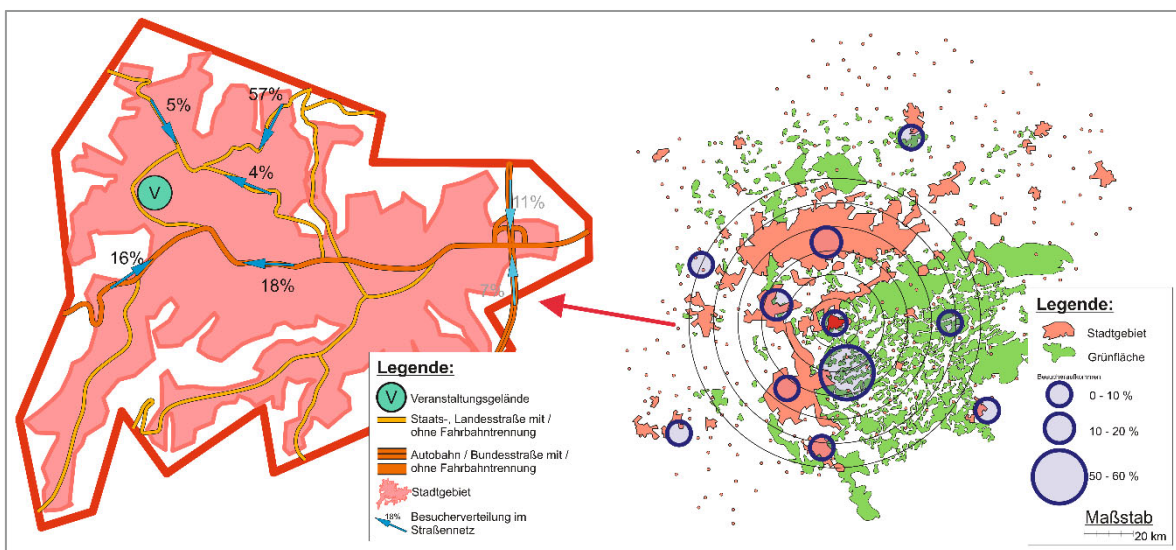 5%
57%
4%
V
16%
18%
11%
7%
Legende:
V Veranstaltungsgelände
Staats-, Landesstraße mit /
ohne Fahrbahntrennung
Autobahn / Bundesstraße mit /
ohne Fahrbahntrennung
Stadtgebiet
18%
Besucherverteilung im
Straßennetz
Legende:
Stadtgebiet
Grünfläche
Besucheraufkommen
0 - 10 %
10 - 20 %
50 - 60 %
Maßstab
20 km